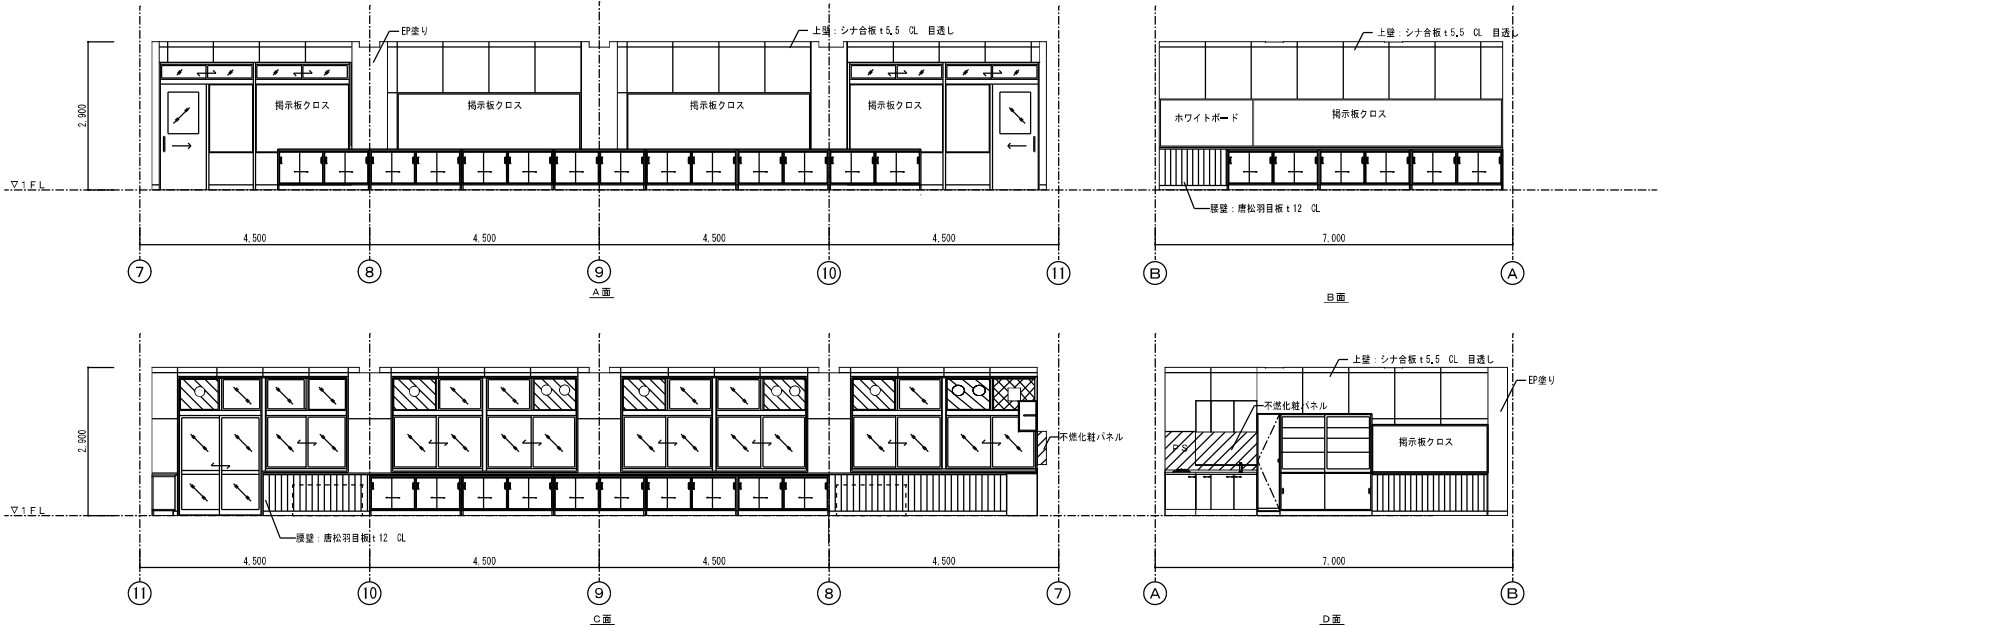 EP塗り
上壁：シナ合板ｔ5.5　CL　目透し
上壁：シナ合板ｔ5.5　CL　目透し
掲示板クロス
掲示板クロス
掲示板クロス
掲示板クロス
ホワイトボード
掲示板クロス
2,900
▽1FL
腰壁：唐松羽目板ｔ12　CL
4,500
4,500
4,500
4,500
7,000
7
8
9
10
11
B
A
A面
B面
上壁：シナ合板ｔ5.5　CL　目透し
EP塗り
不燃化粧パネル
不燃化粧パネル
掲示板クロス
PS
2,900
▽1FL
腰壁：唐松羽目板ｔ12　CL
4,500
4,500
4,500
4,500
7,000
11
10
9
8
7
A
B
C面
D面